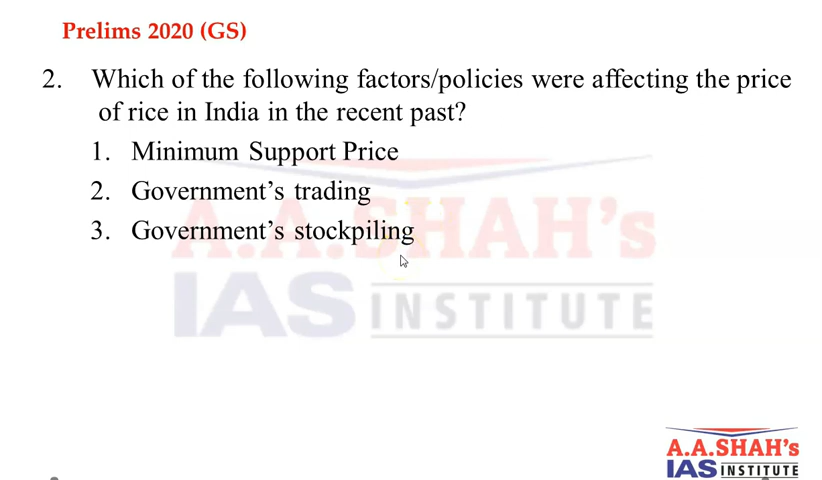 Prelims 2020 (GS)
2. Which of the following factors/policies were affecting the price
of rice in India in the recent past?
1. Minimum Support Price
2. Government’s trading
3. Government’s stockpiling
A.A.SHAH’s
IAS INSTITUTE
A.A.SHAH’s
IAS INSTITUTE